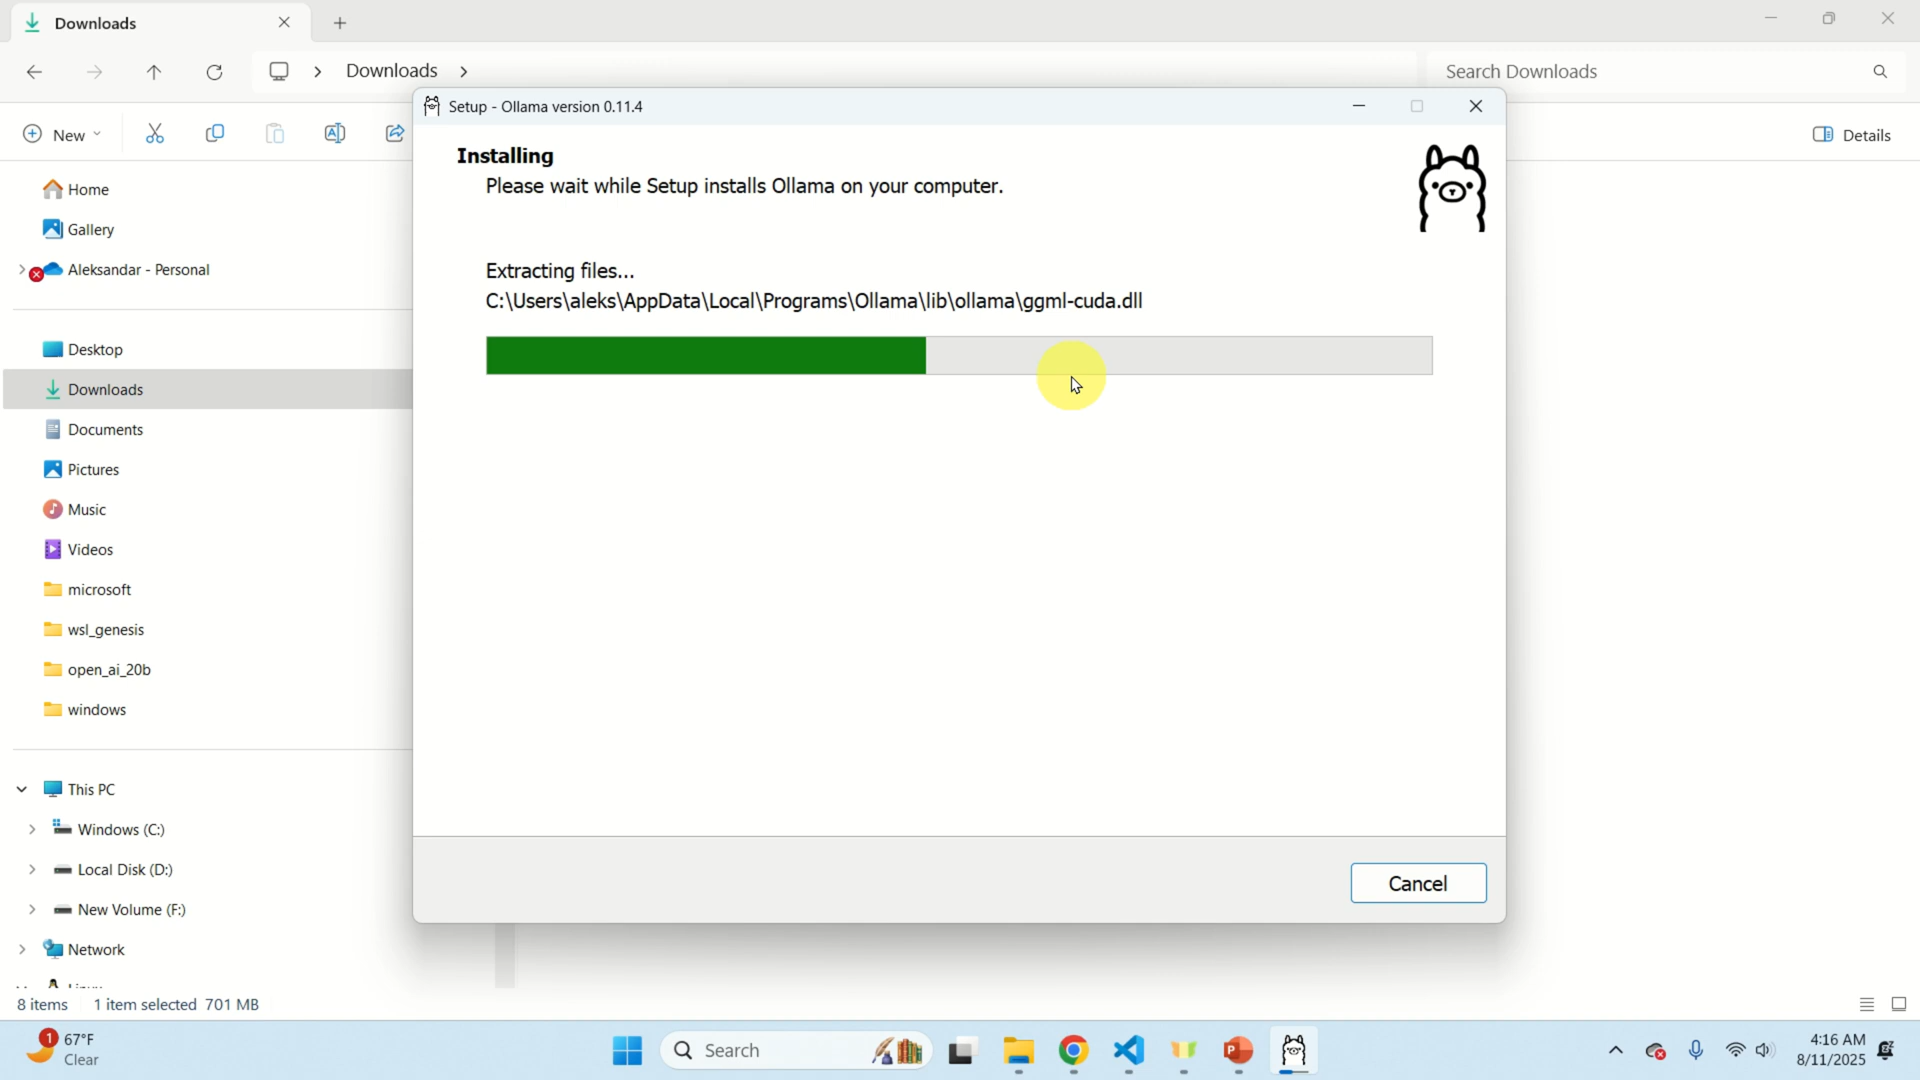 Downloads
Downloads
Search Downloads
New
Details
Setup - Ollama version 0.11.4
Installing
Please wait while Setup installs Ollama on your computer.
Extracting files...
C:\Users\aleks\AppData\Local\Programs\Ollama\lib\ollama\ggml-cuda.dll
Cancel
Home
Gallery
Aleksandar - Personal
Desktop
Downloads
Documents
Pictures
Music
Videos
microsoft
wsl_genesis
open_ai_20b
windows
This PC
Windows (C:)
Local Disk (D:)
New Volume (F:)
Network
8 items 1 item selected 701 MB
1
67°F
Clear
Search
4:16 AM
8/11/2025